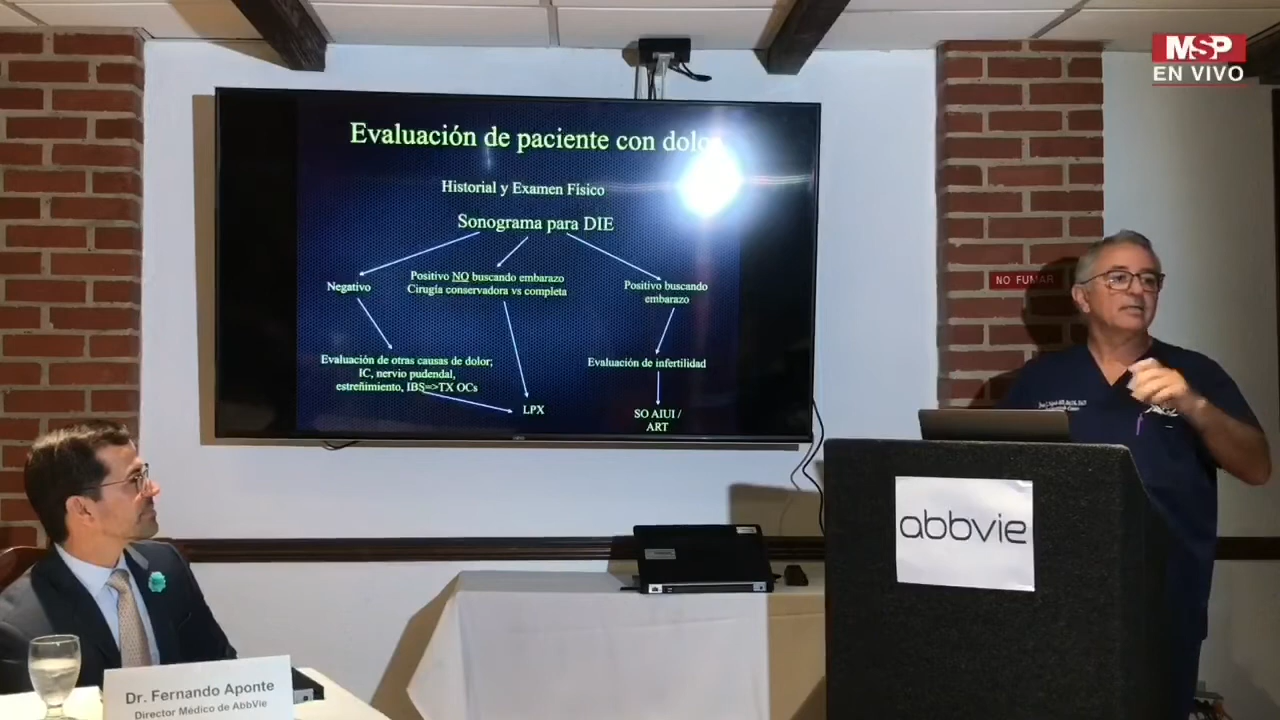 MSP
EN VIVO
Evaluación de paciente con dolor
Historial y Examen Físico
Sonograma para DIE
Negativo
Positivo NO buscando embarazo
Cirugía conservadora vs completa
Positivo buscando
embarazo
Evaluación de otras causas de dolor;
IC, nervio pudendal,
estreñimiento, IBS=>TX OCs
LPX
Evaluación de infertilidad
SO AIUI /
ART
NO FUMAR
abbvie
Dr. Fernando Aponte
Director Médico de AbbVie